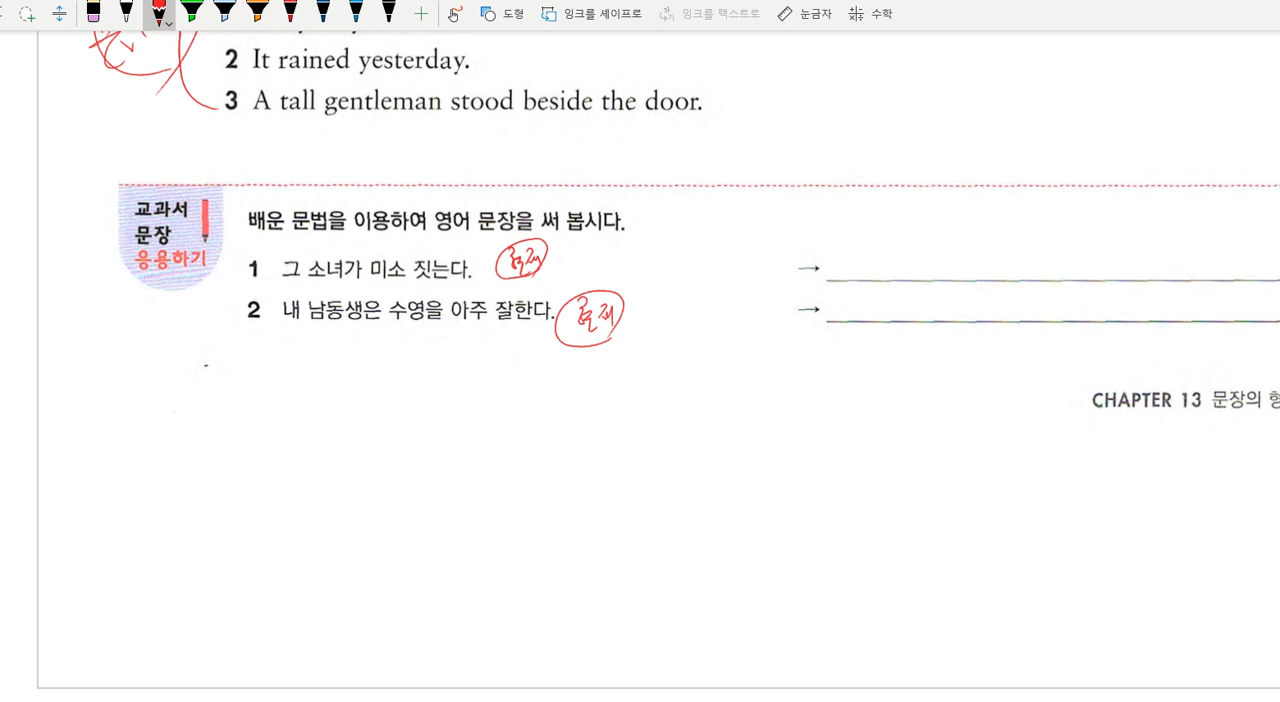 도형
잉크를 셰이프로
잉크를 텍스트로
눈금자
수학
2 It rained yesterday.
3 A tall gentleman stood beside the door.
교과서
문장
응용하기
배운 문법을 이용하여 영어 문장을 써 봅시다.
1 그 소녀가 미소 짓는다. →
2 내 남동생은 수영을 아주 잘한다. →
CHAPTER 13 문장의